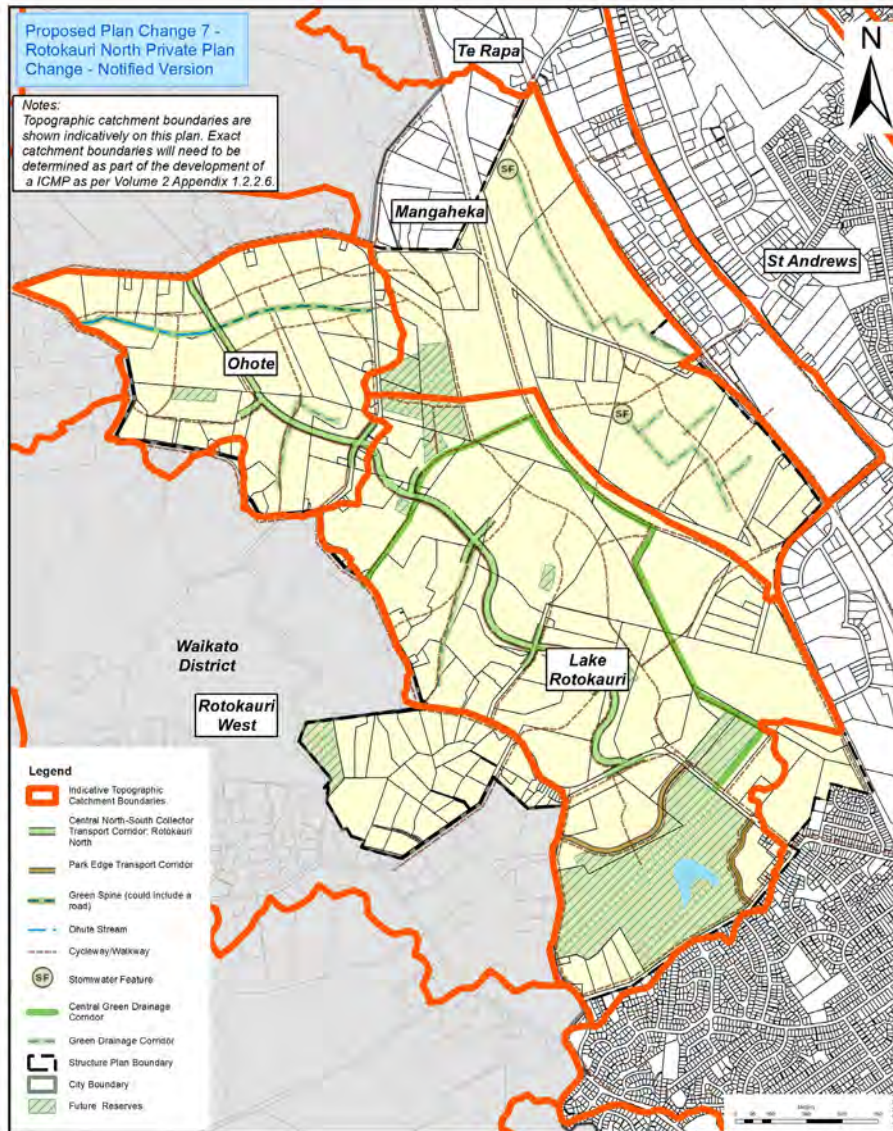 Proposed Plan Change 7 -
Rotokauri North Private Plan
Change - Notified Version
Notes:
Topographic catchment boundaries are
shown indicatively on this plan. Exact
catchment boundaries will need to be
determined as part of the development of
a ICMP as per Volume 2 Appendix 1.2.2.6.
Te Rapa
N
SF
Mangaheka
St Andrews
Ohote
SF
Waikato
District
Lake
Rotokauri
Rotokauri
West
Legend
Indicative Topographic
Catchment Boundaries
Central North-South Collector
Transport Corridor: Rotokauri
North
Park Edge Transport Corridor
Green Spine (could include a
road)
Ohute Stream
Cycleway/Walkway
SF
Stormwater Feature
Central Green Drainage
Corridor
Green Drainage Corridor
Structure Plan Boundary
City Boundary
Future Reserves